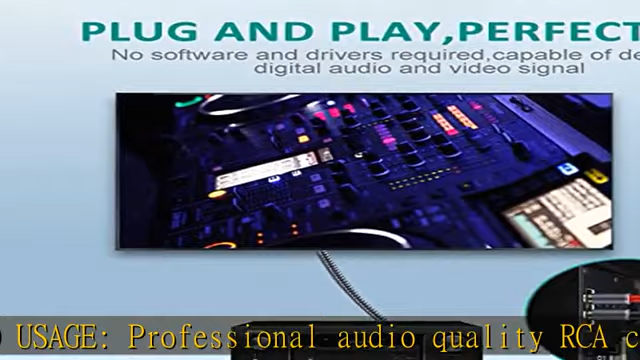 PLUG AND PLAY,PERFECT
No software and drivers required,capable of de
digital audio and video signal
USAGE: Professional audio quality RCA c